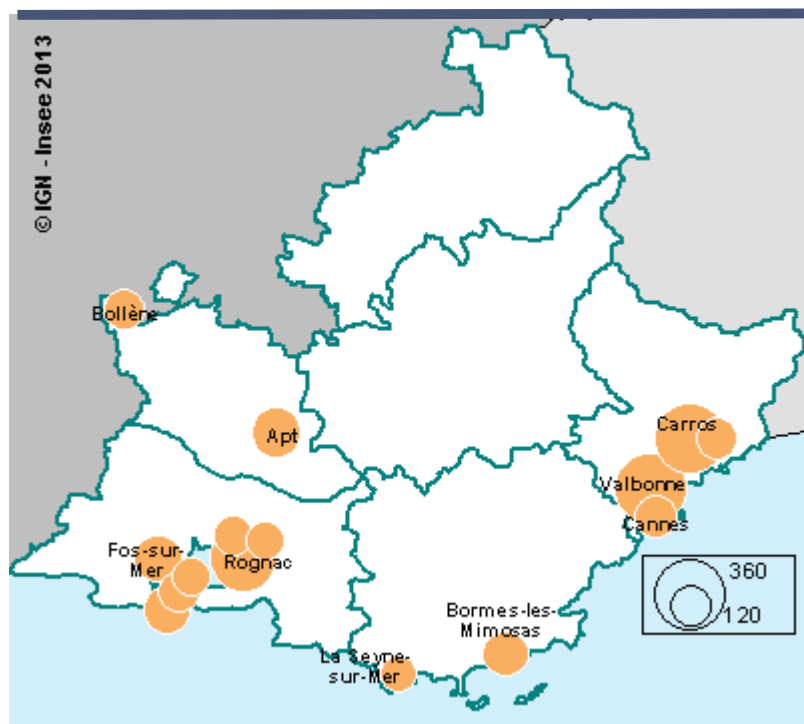 © IGN - Insee 2013
Bollène
Apt
Carros
Valbonne
Cannes
Fos-sur-
Mer
Rognac
360
120
Bormes-les-
Mimosas
La Seyne-
sur-Mer